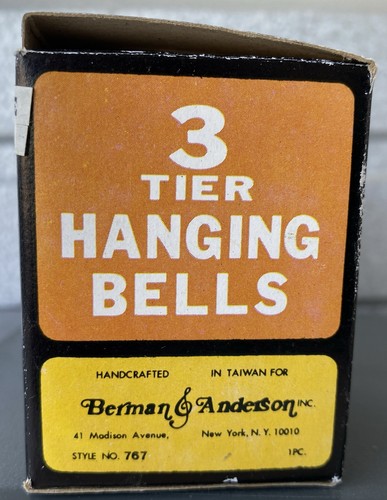 3
TIER
HANGING
BELLS
HANDCRAFTED IN TAIWAN FOR
Berman & Anderson INC.
41 Madison Avenue, New York, N.Y. 10010
STYLE NO. 767 1PC.